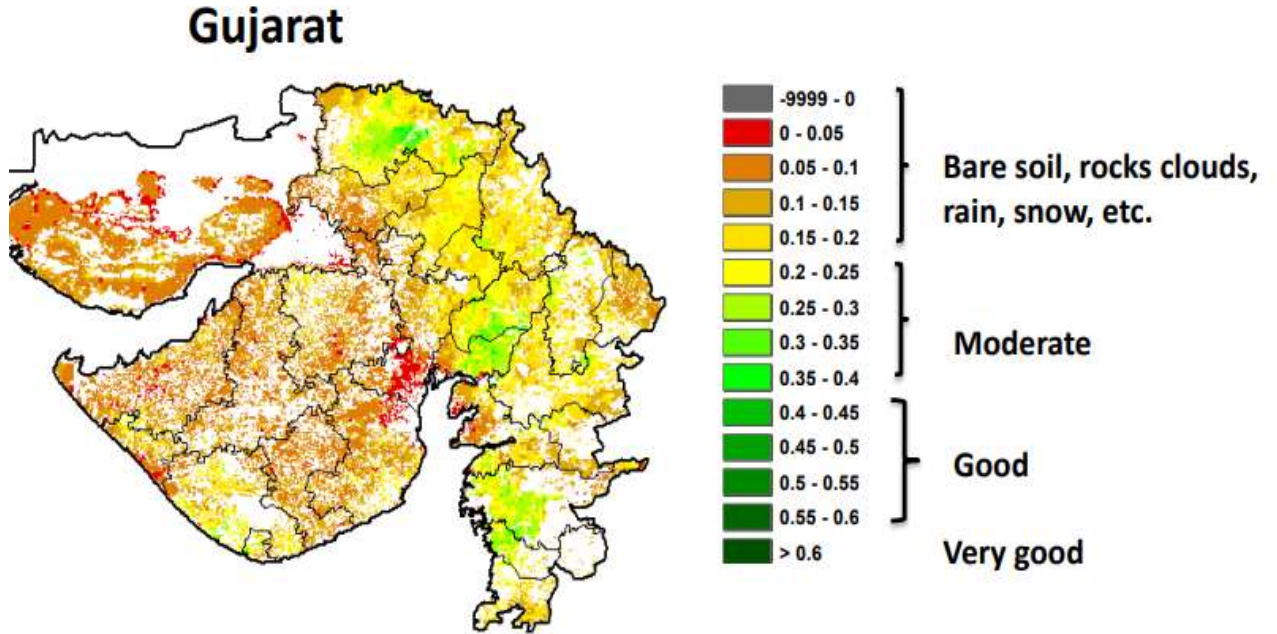 Gujarat
-9999 - 0
0 - 0.05
0.05 - 0.1
0.1 - 0.15
0.15 - 0.2
0.2 - 0.25
0.25 - 0.3
0.3 - 0.35
0.35 - 0.4
0.4 - 0.45
0.45 - 0.5
0.5 - 0.55
0.55 - 0.6
> 0.6
Bare soil, rocks clouds,
rain, snow, etc.
Moderate
Good
Very good